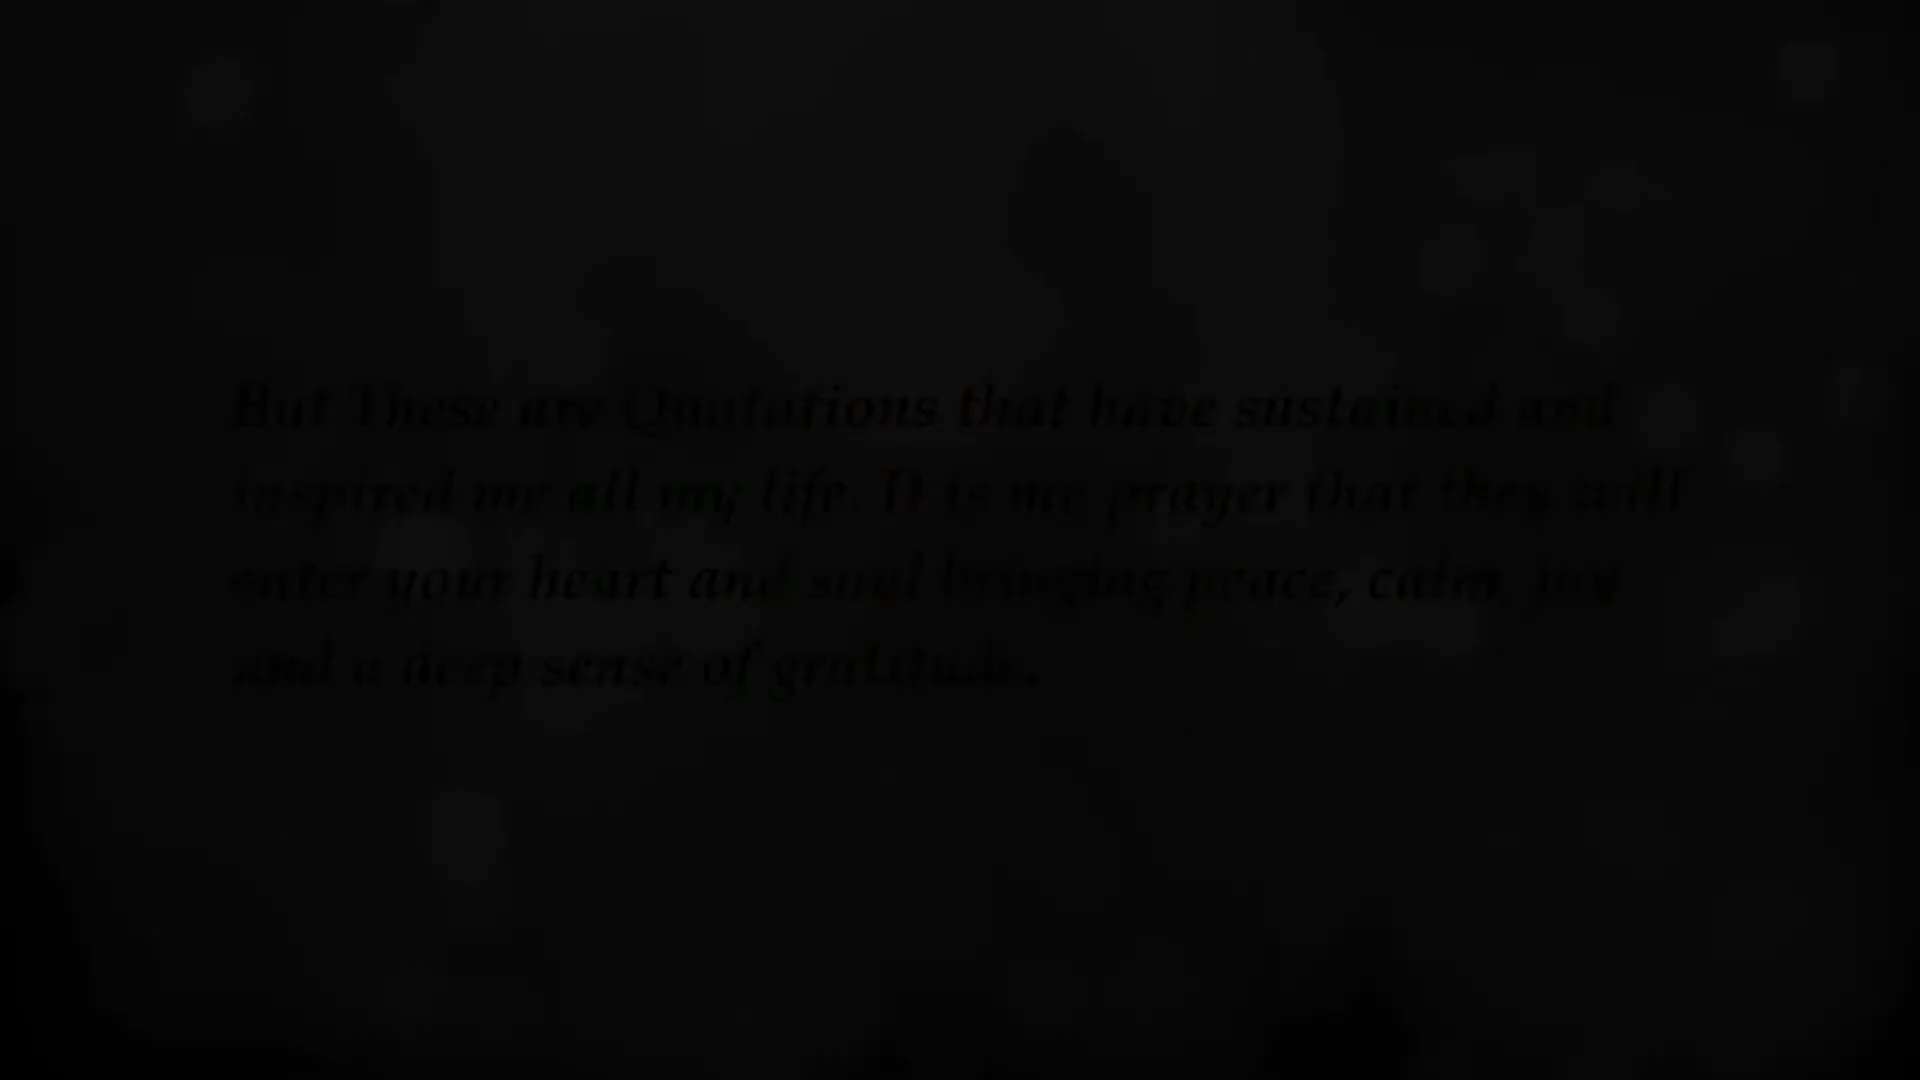 But These are Quotations that have sustained and
inspired me all my life. It is my prayer that they will
enter your heart and soul bringing peace, calm, joy
and a deep sense of gratitude.